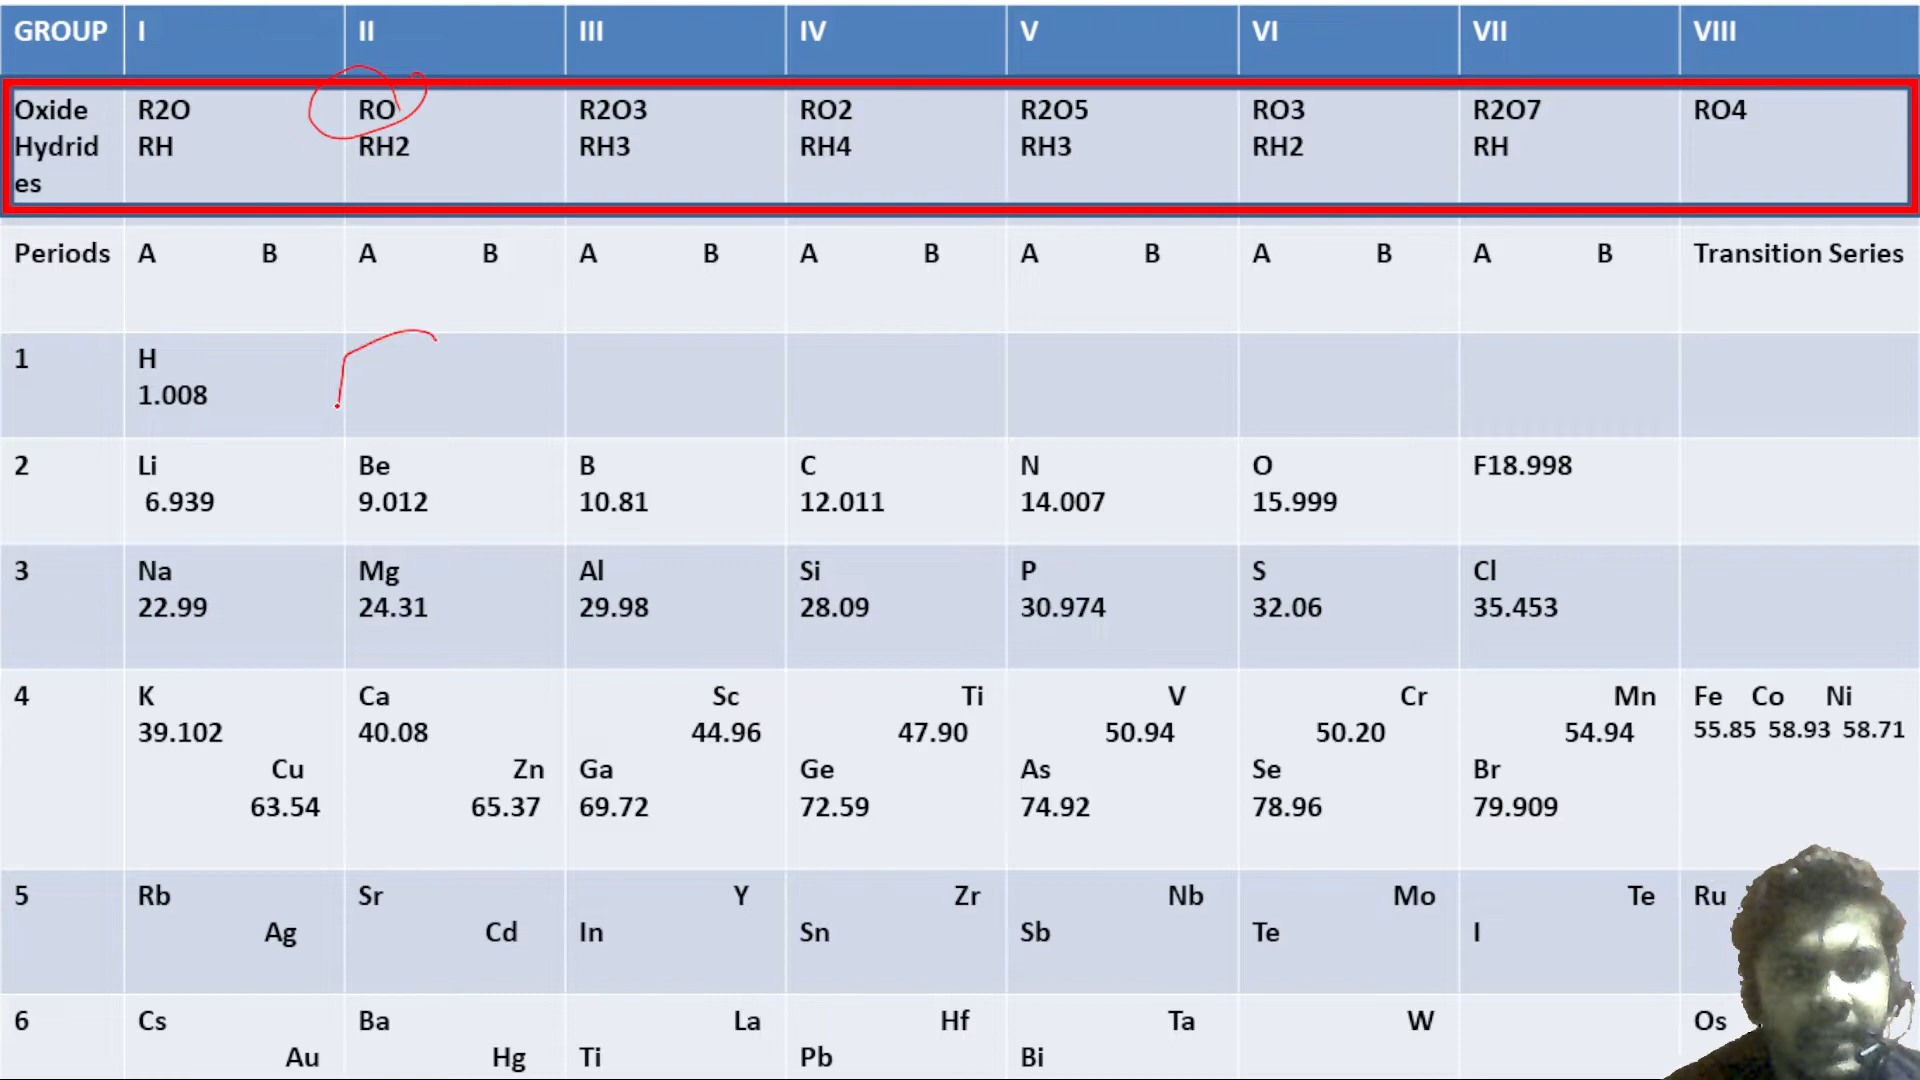 GROUP I II III IV V VI VII VIII
Oxide R2O RO R2O3 RO2 R2O5 RO3 R2O7 RO4
Hydrid RH RH2 RH3 RH4 RH3 RH2 RH
es
Periods A B A B A B A B A B A B A B Transition Series
1 H
1.008
2 Li Be B C N O F18.998
6.939 9.012 10.81 12.011 14.007 15.999
3 Na Mg Al Si P S Cl
22.99 24.31 29.98 28.09 30.974 32.06 35.453
4 K Ca Sc Ti V Cr Mn Fe Co Ni
39.102 40.08 44.96 47.90 50.94 50.20 54.94 55.85 58.93 58.71
Cu Zn Ga Ge As Se Br
63.54 65.37 69.72 72.59 74.92 78.96 79.909
5 Rb Sr Y Zr Nb Mo Te Ru
Ag Cd In Sn Sb Te I
6 Cs Ba La Hf Ta W Os
Au Hg Ti Pb Bi